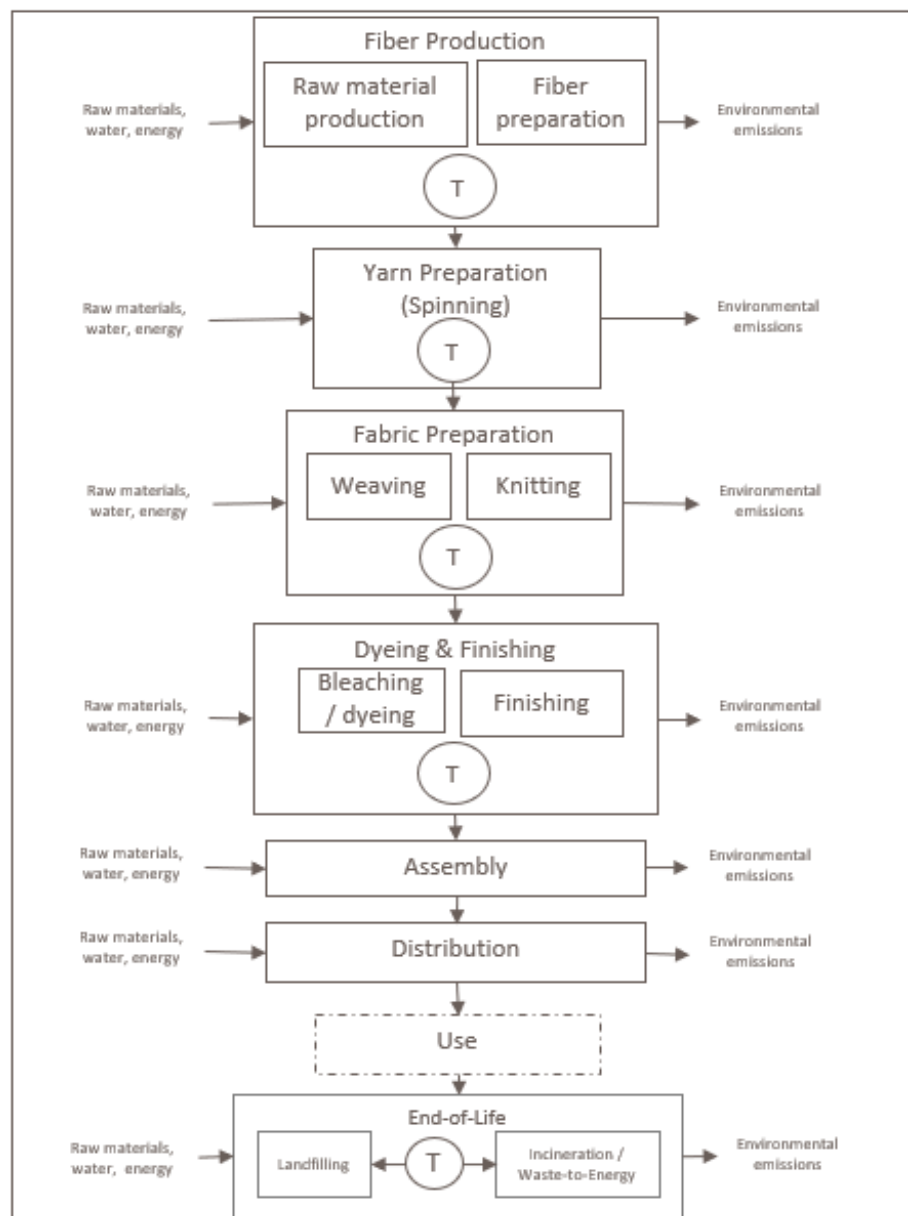 Fiber Production
Raw material
production
Fiber
preparation
Raw materials,
water, energy
Environmental
emissions
T
Yarn Preparation
(Spinning)
Raw materials,
water, energy
Environmental
emissions
T
Fabric Preparation
Weaving
Knitting
Raw materials,
water, energy
Environmental
emissions
T
Dyeing & Finishing
Bleaching
/ dyeing
Finishing
Raw materials,
water, energy
Environmental
emissions
T
Raw materials,
water, energy
Assembly
Environmental
emissions
Raw materials,
water, energy
Distribution
Environmental
emissions
Use
End-of-Life
Raw materials,
water, energy
Landfilling
T
Incineration /
Waste-to-Energy
Environmental
emissions